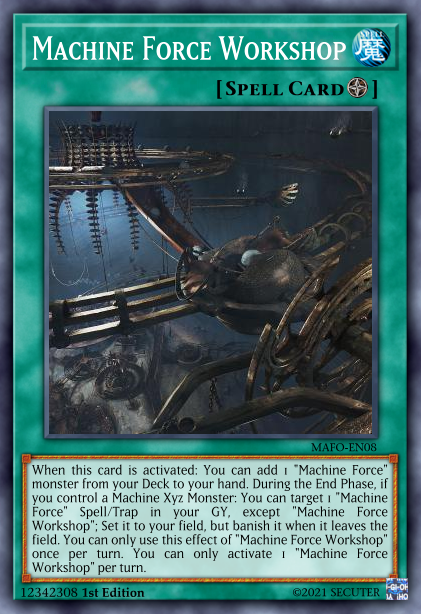 Machine Force Workshop 魔
[Spell Card]
MAFO-EN08
When this card is activated: You can add 1 "Machine Force"
monster from your Deck to your hand. During the End Phase, if
you control a Machine Xyz Monster: You can target 1 "Machine
Force" Spell/Trap in your GY, except "Machine Force
Workshop"; Set it to your field, but banish it when it leaves the
field. You can only use this effect of "Machine Force Workshop"
once per turn. You can only activate 1 "Machine Force
Workshop" per turn.
12342308 1st Edition ©2021 SECUTER